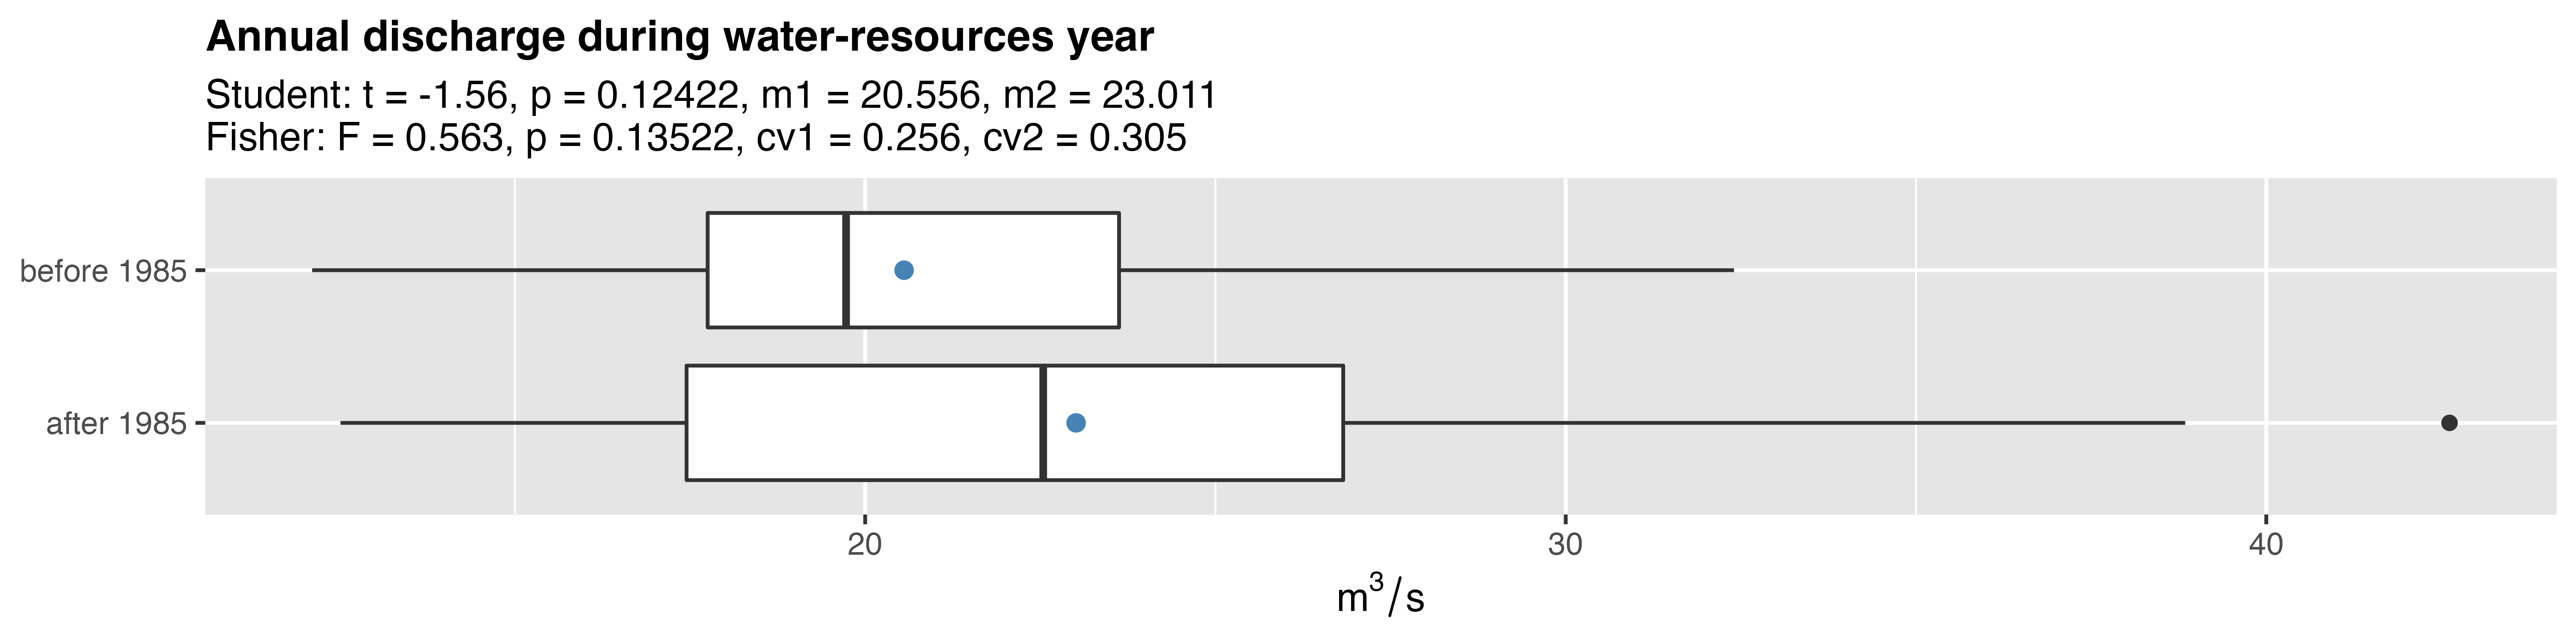 Annual discharge during water-resources year
Student: t = -1.56, p = 0.12422, m1 = 20.556, m2 = 23.011
Fisher: F = 0.563, p = 0.13522, cv1 = 0.256, cv2 = 0.305
before 1985
after 1985
20 30 40
m³/s